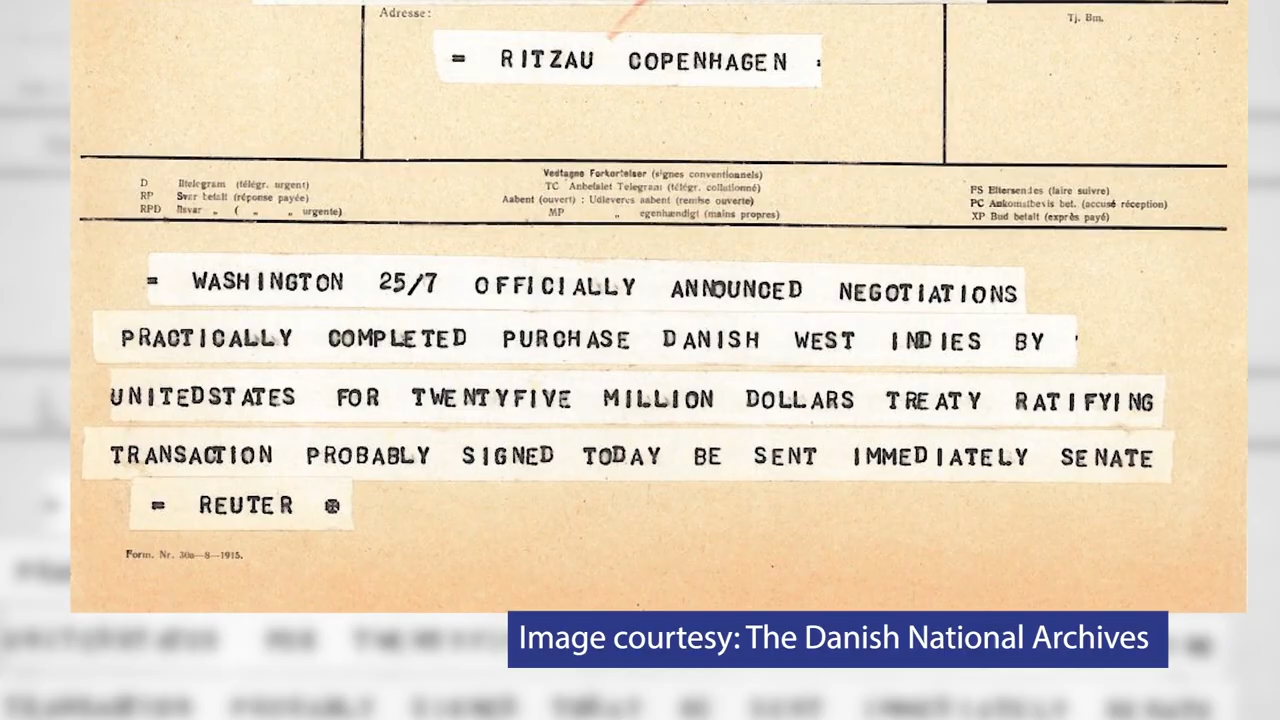 Adresse:
Tj. Bm.
= RITZAU COPENHAGEN :
Vedtagne Forkortelser (signes conventionnels)
D Iltelegram (télégr. urgent)
TC Anbefalet Telegram (télégr. collationné)
FS Eftersendes (faire suivre)
RP Svar betalt (réponse payée)
Aabent (ouvert) : Udleveres aabent (remise ouverte)
PC Ankomstbevis bet. (accusé réception)
RPD Ilsvar „ ( „ „ urgente)
MP „ egenhændigt (mains propres)
XP Bud betalt (exprès payé)
= WASHINGTON 25/7 OFFICIALLY ANNOUNCED NEGOTIATIONS
PRACTICALLY COMPLETED PURCHASE DANISH WEST INDIES BY
UNITEDSTATES FOR TWENTYFIVE MILLION DOLLARS TREATY RATIFYING
TRANSACTION PROBABLY SIGNED TODAY BE SENT IMMEDIATELY SENATE
= REUTER
Form. Nr. 30a—8—1915.
Image courtesy: The Danish National Archives